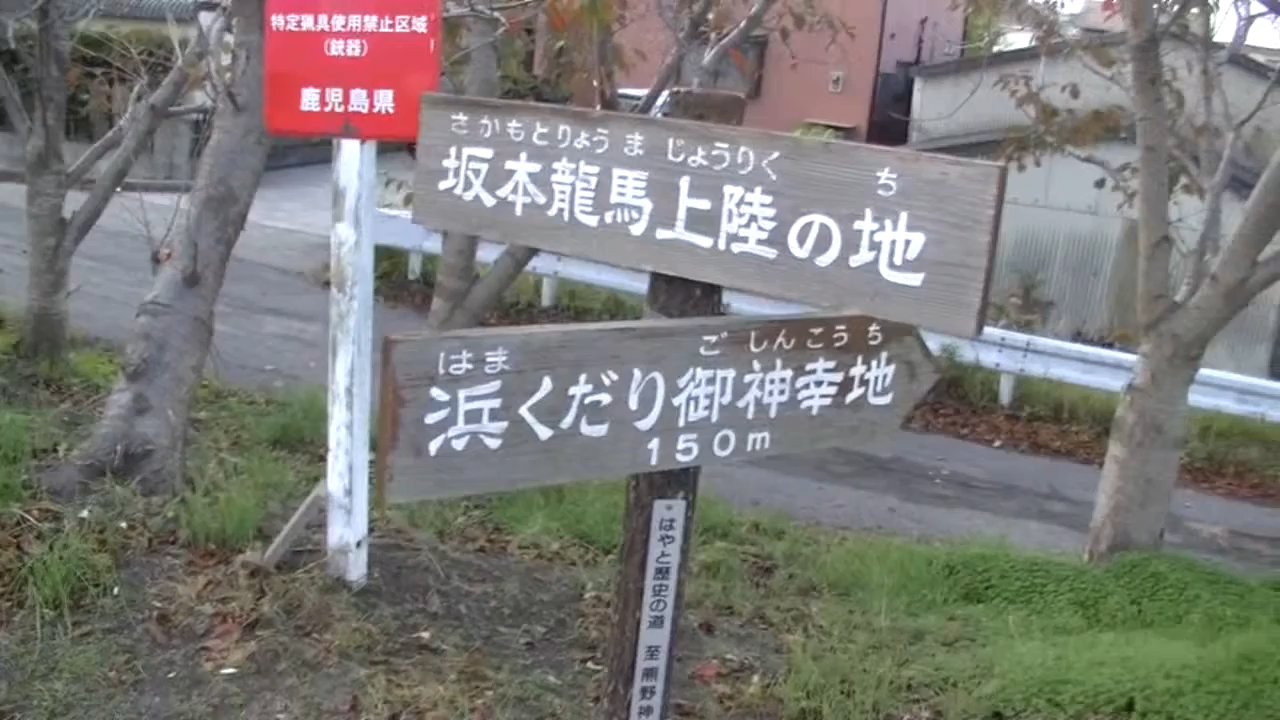 特定猟具使用禁止区域
（銃器）
鹿児島県
さかもとりょうま じょうりく ち
坂本龍馬上陸の地
はま ご しんこうち
浜くだり御神幸地
150m
はやと歴史の道 至 熊野神